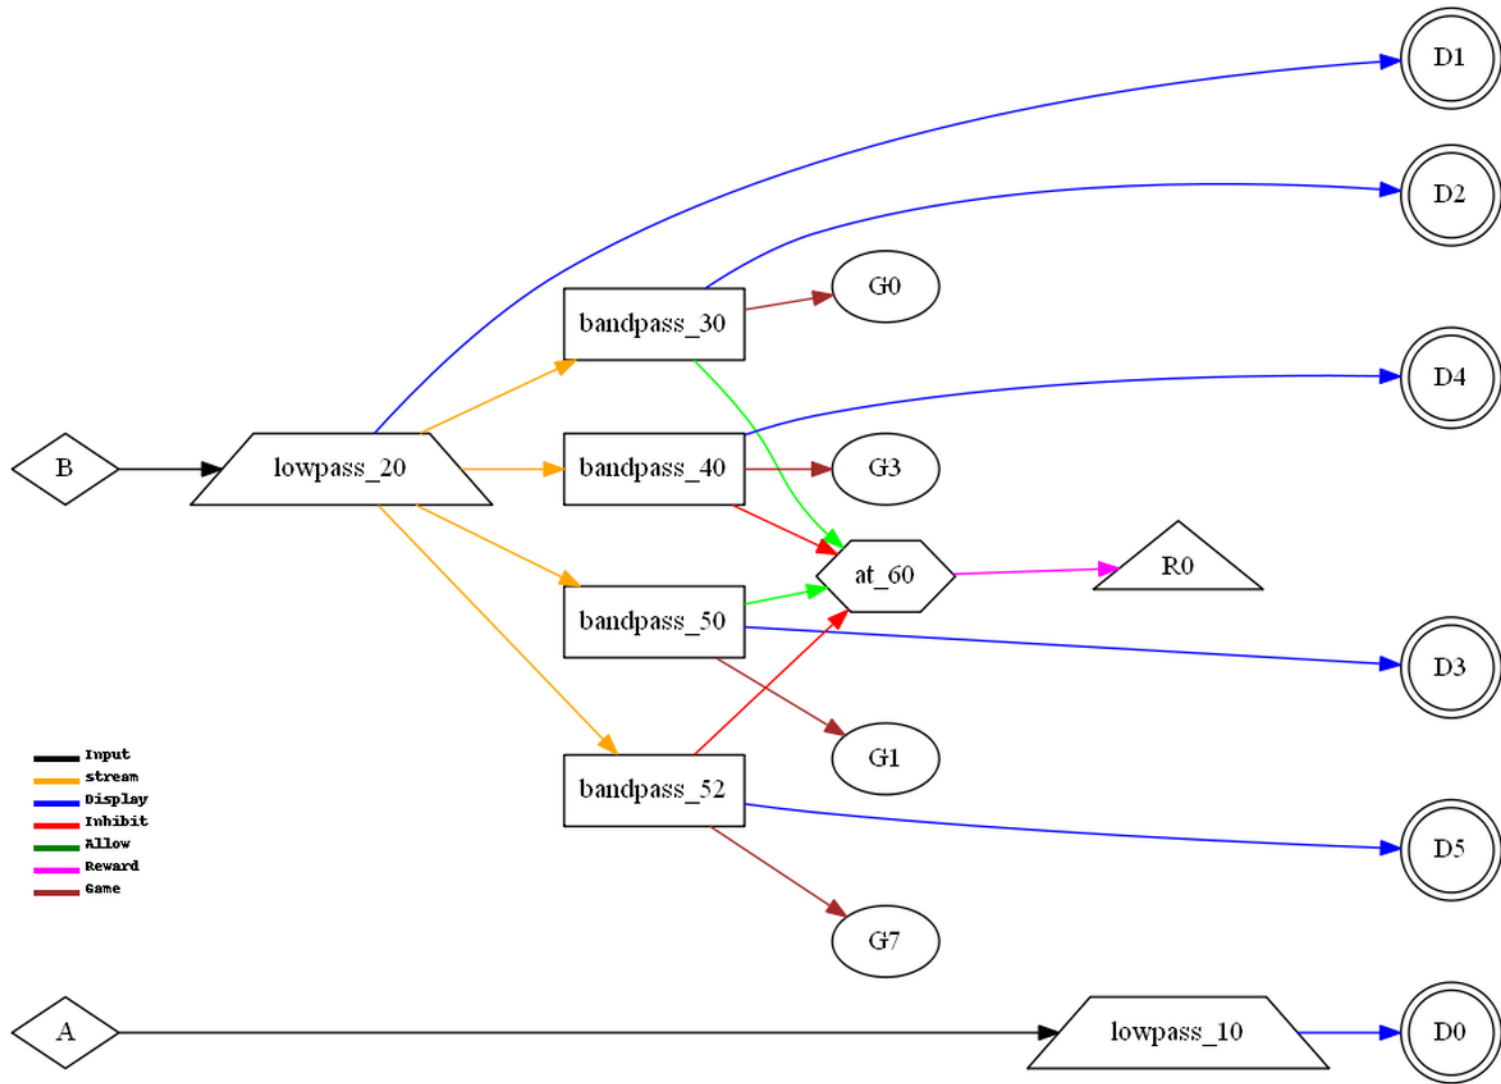 D1
D2
G0
bandpass_30
D4
B
lowpass_20
bandpass_40
G3
at_60
R0
bandpass_50
D3
G1
bandpass_52
D5
Input
stream
Display
Inhibit
Allow
Reward
Game
G7
A
lowpass_10
D0